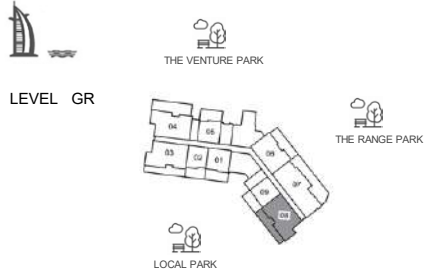 THE VENTURE PARK
LEVEL GR
THE RANGE PARK
04
05
03
02
01
06
07
09
08
LOCAL PARK